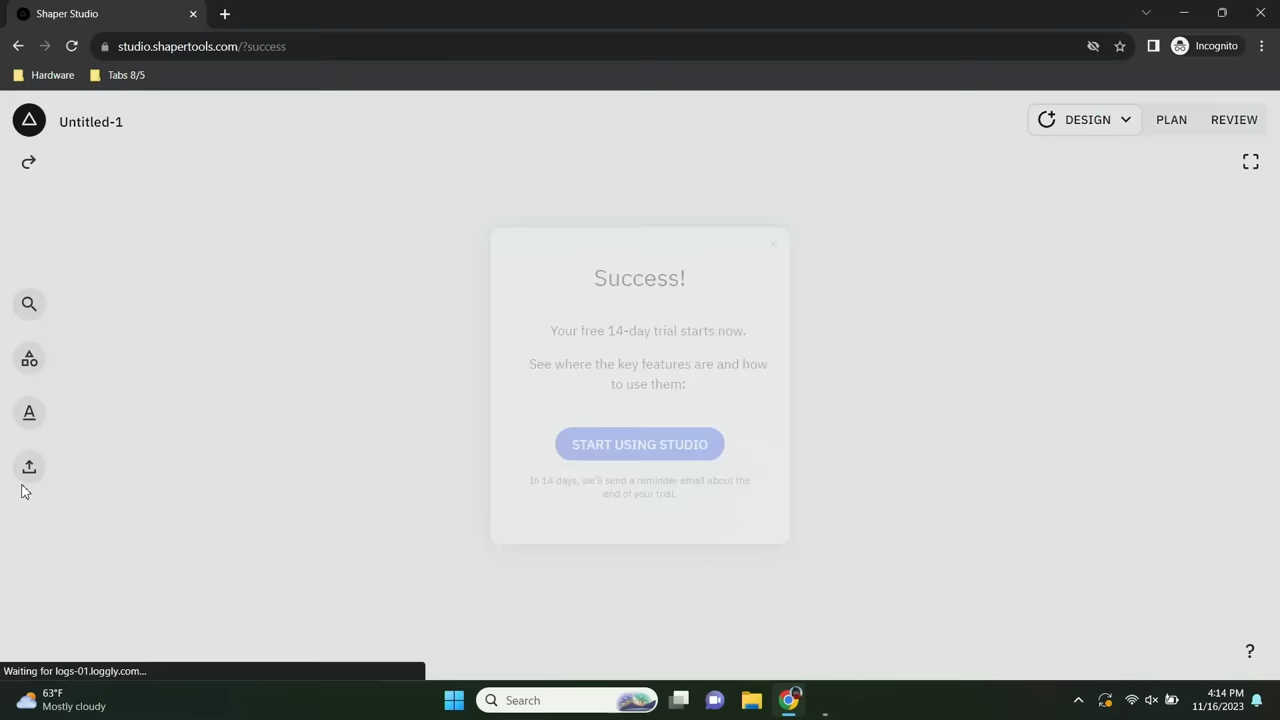 Shaper Studio
studio.shapertools.com/?success
Incognito
Hardware
Tabs 8/5
Untitled-1
DESIGN
PLAN
REVIEW
Success!
Your free 14-day trial starts now.
See where the key features are and how
to use them:
START USING STUDIO
In 14 days, we'll send a reminder email about the
end of your trial.
A
?
Waiting for logs-01.loggly.com...
63°F
Mostly cloudy
Search
4:14 PM
11/16/2023